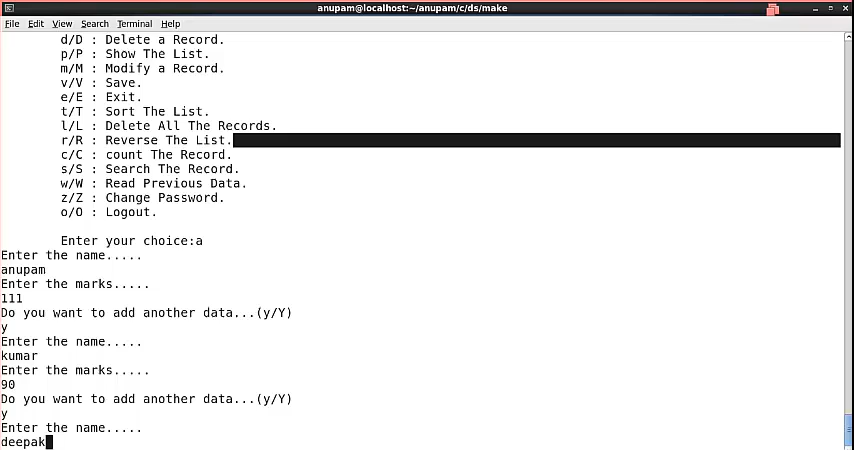 anupam@localhost:~/anupam/c/ds/make
File Edit View Search Terminal Help
d/D : Delete a Record.
p/P : Show The List.
m/M : Modify a Record.
v/V : Save.
e/E : Exit.
t/T : Sort The List.
l/L : Delete All The Records.
r/R : Reverse The List.
c/C : count The Record.
s/S : Search The Record.
w/W : Read Previous Data.
z/Z : Change Password.
o/O : Logout.
Enter your choice:a
Enter the name.....
anupam
Enter the marks.....
111
Do you want to add another data...(y/Y)
y
Enter the name.....
kumar
Enter the marks.....
90
Do you want to add another data...(y/Y)
y
Enter the name.....
deepak